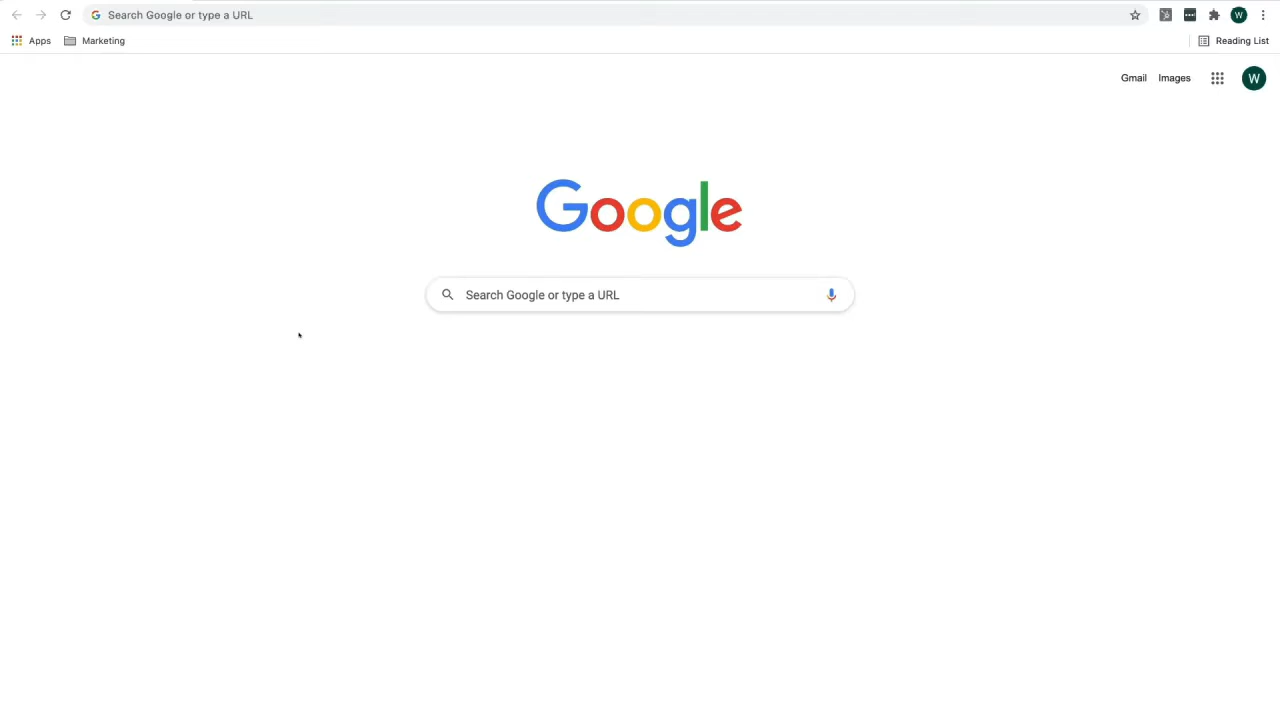 Search Google or type a URL
W
Apps
Marketing
Reading List
Gmail
Images
W
Google
Search Google or type a URL